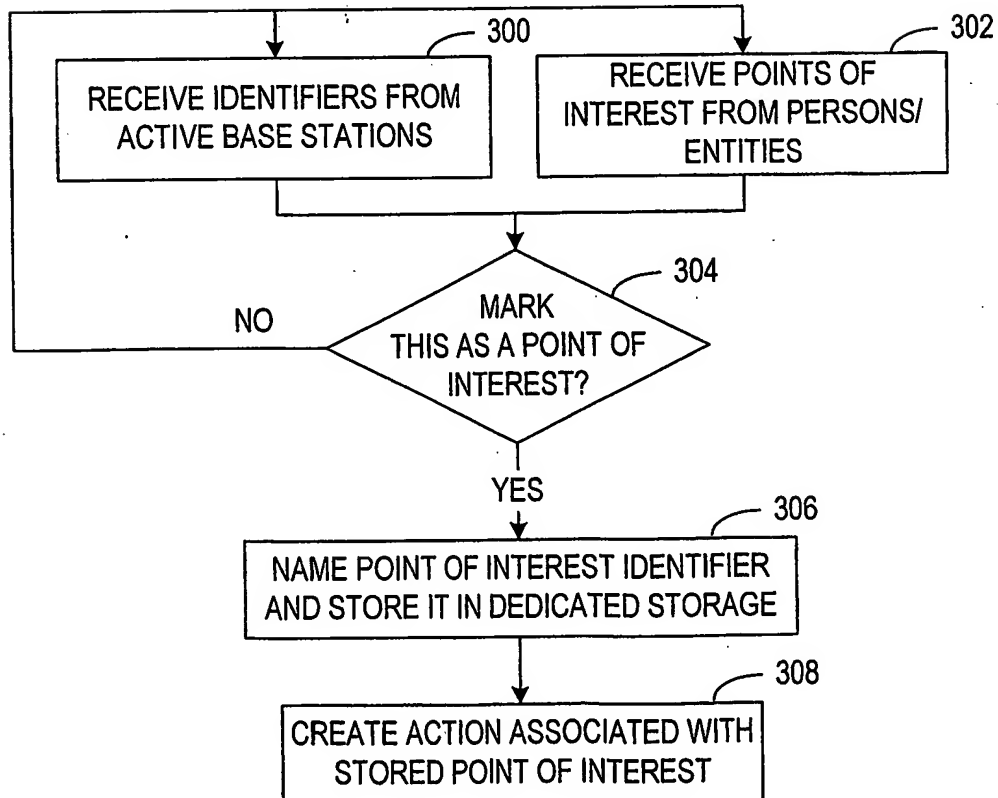 300
RECEIVE IDENTIFIERS FROM
ACTIVE BASE STATIONS
302
RECEIVE POINTS OF
INTEREST FROM PERSONS/
ENTITIES
304
MARK
THIS AS A POINT OF
INTEREST?
NO
YES
306
NAME POINT OF INTEREST IDENTIFIER
AND STORE IT IN DEDICATED STORAGE
308
CREATE ACTION ASSOCIATED WITH
STORED POINT OF INTEREST